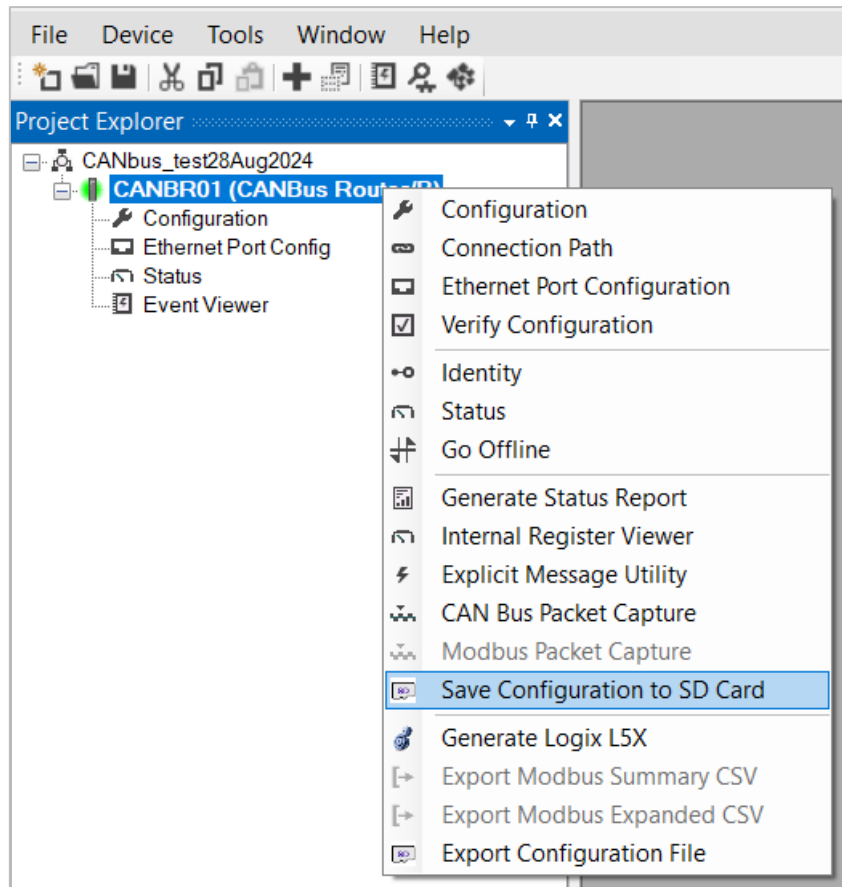 File Device Tools Window Help
Project Explorer
CANbus_test28Aug2024
CANBR01 (CANBus Router/B)
Configuration
Ethernet Port Config
Status
Event Viewer
Configuration
Connection Path
Ethernet Port Configuration
Verify Configuration
Identity
Status
Go Offline
Generate Status Report
Internal Register Viewer
Explicit Message Utility
CAN Bus Packet Capture
Modbus Packet Capture
Save Configuration to SD Card
Generate Logix L5X
Export Modbus Summary CSV
Export Modbus Expanded CSV
Export Configuration File